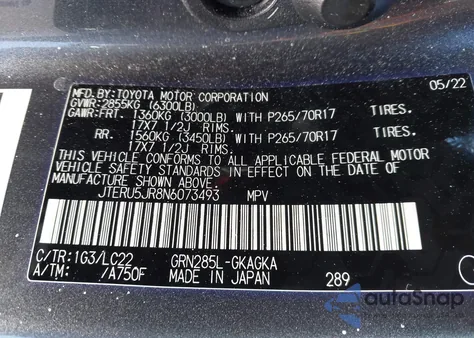 MFD.BY:TOYOTA MOTOR CORPORATION 05/22
GVWR:2855KG (6300LB)
GAWR:FRT. 1360KG (3000LB) WITH P265/70R17 TIRES.
17X7 1/2J RIMS.
RR. 1560KG (3450LB) WITH P265/70R17 TIRES.
17X7 1/2J RIMS.
THIS VEHICLE CONFORMS TO ALL APPLICABLE FEDERAL MOTOR
VEHICLE SAFETY STANDARDS IN EFFECT ON THE DATE OF
MANUFACTURE SHOWN ABOVE.
JTERU5JR8N6073493 MPV
C/TR:1G3/LC22 GRN285L-GKAGKA
A/TM: /A750F MADE IN JAPAN 289
autoSnap